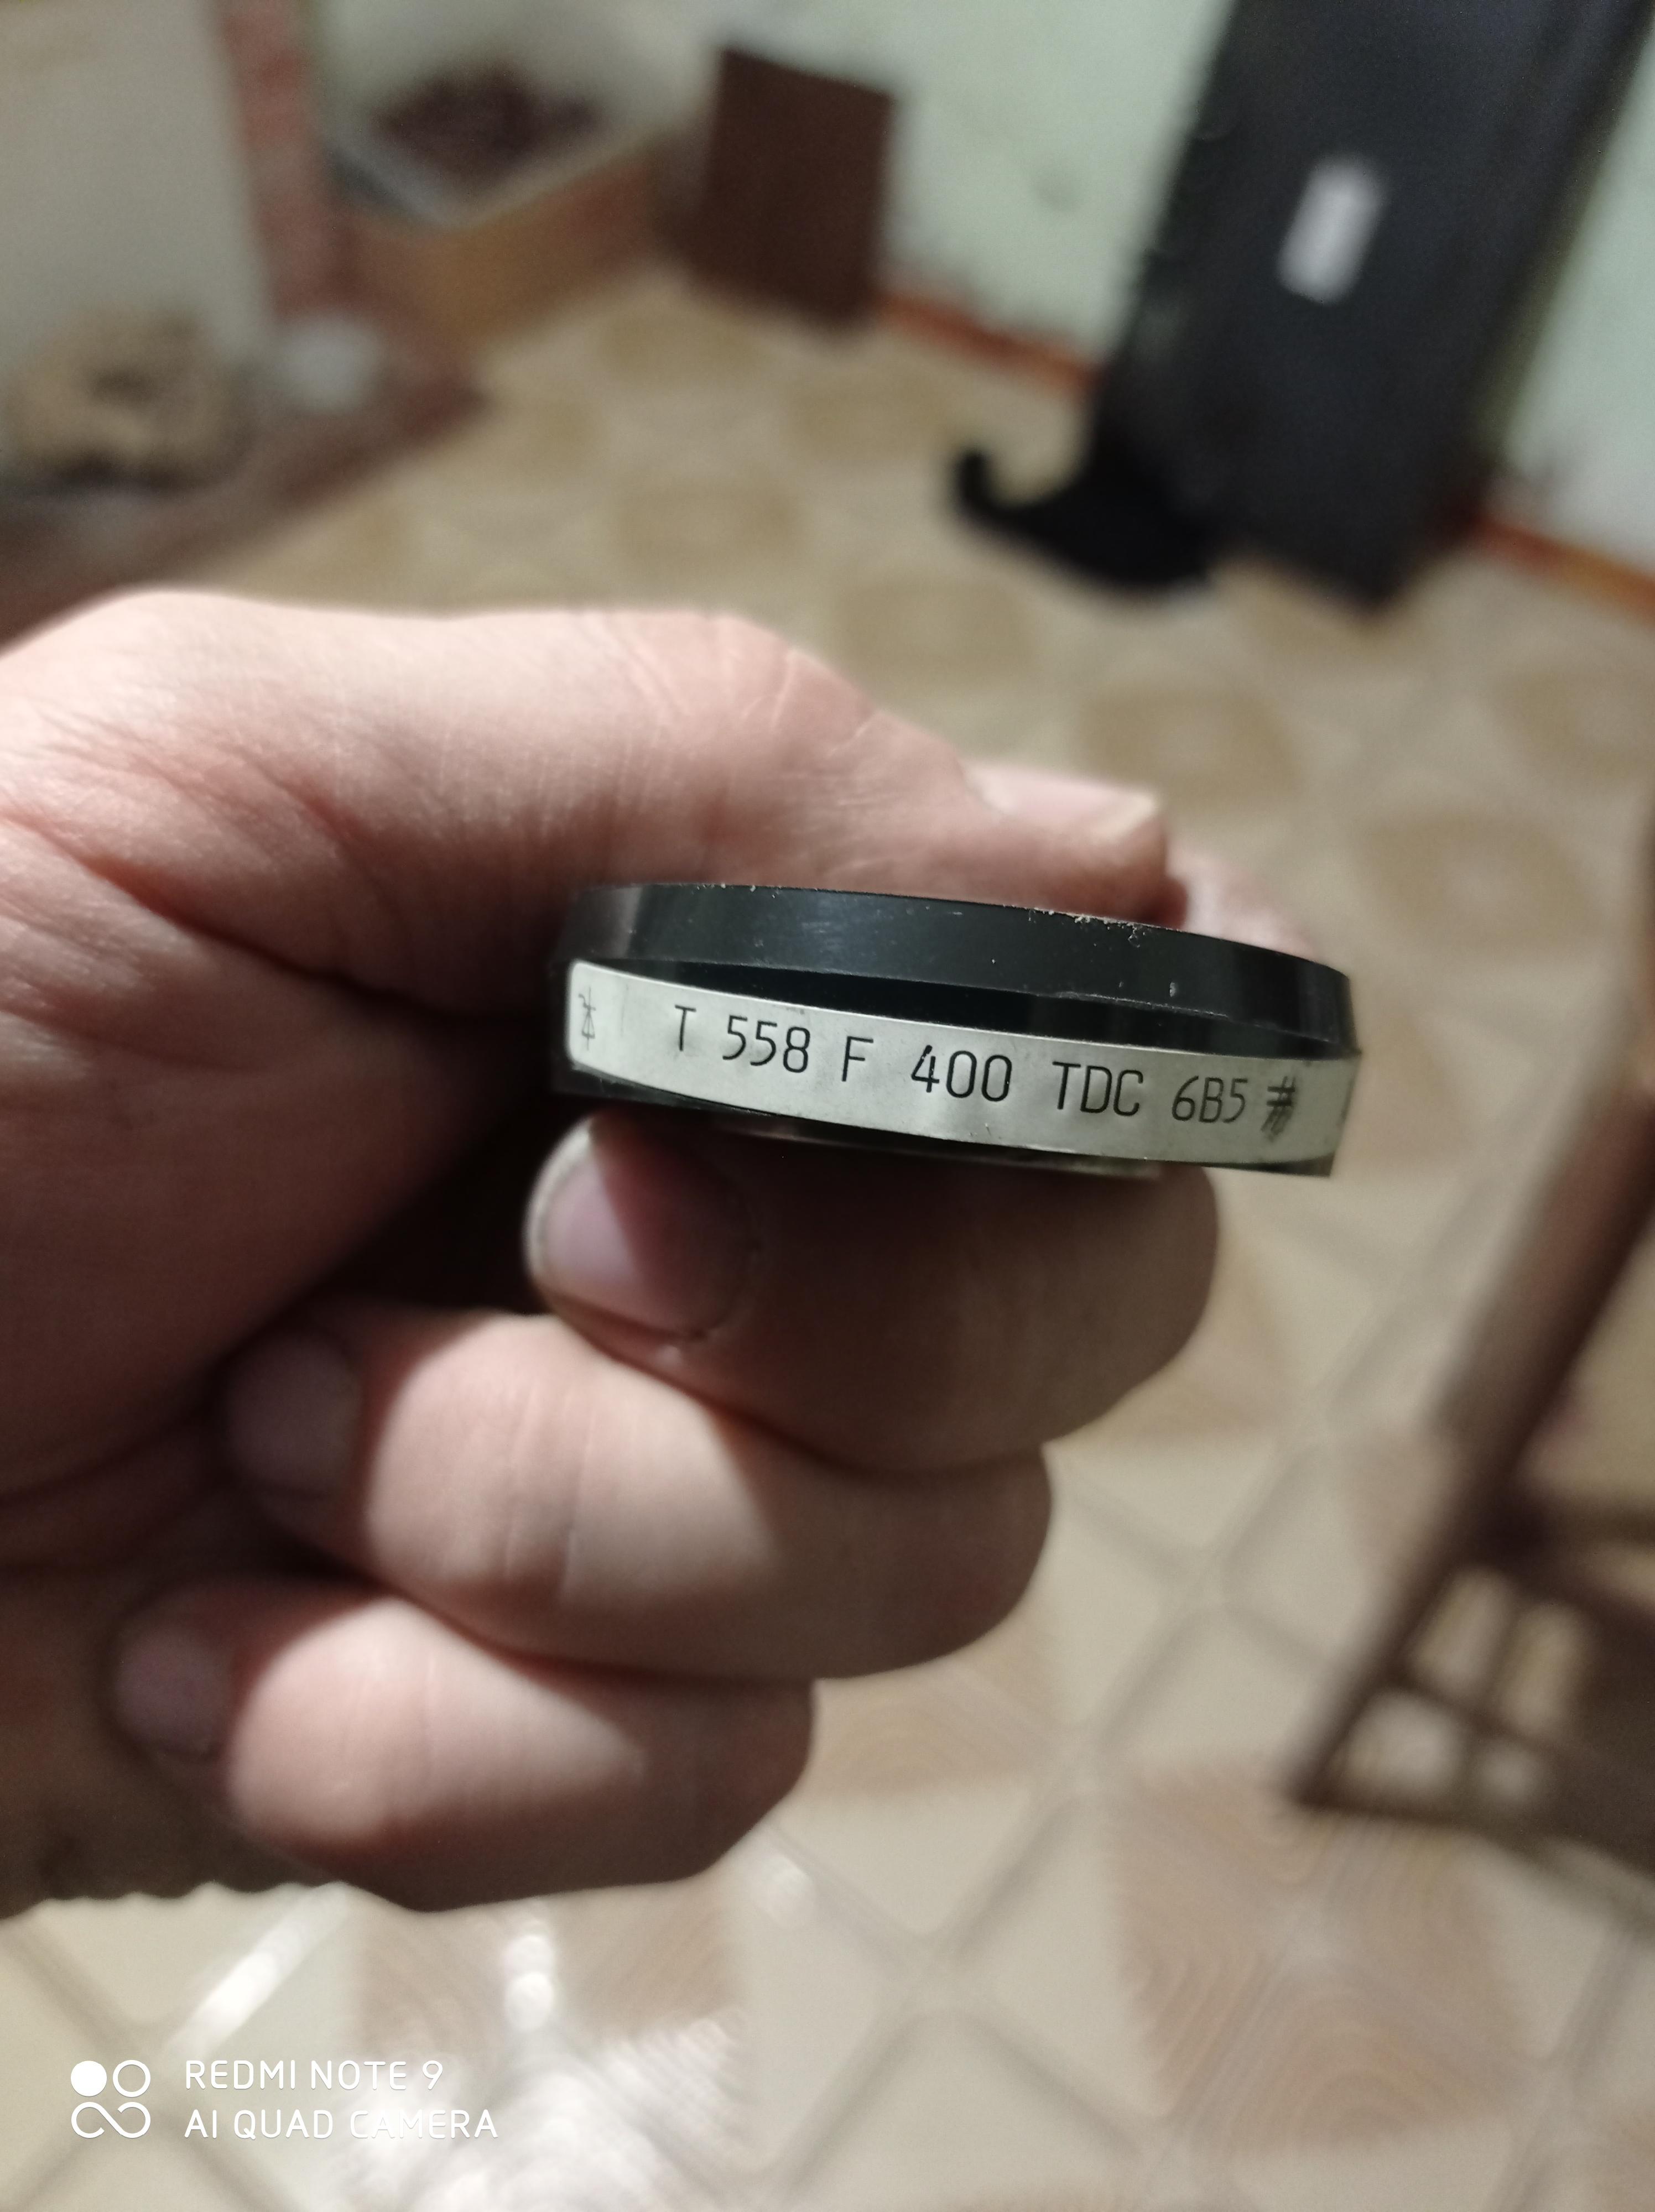 T 558 F 400 TDC 6B5 #
REDMI NOTE 9
AI QUAD CAMERA